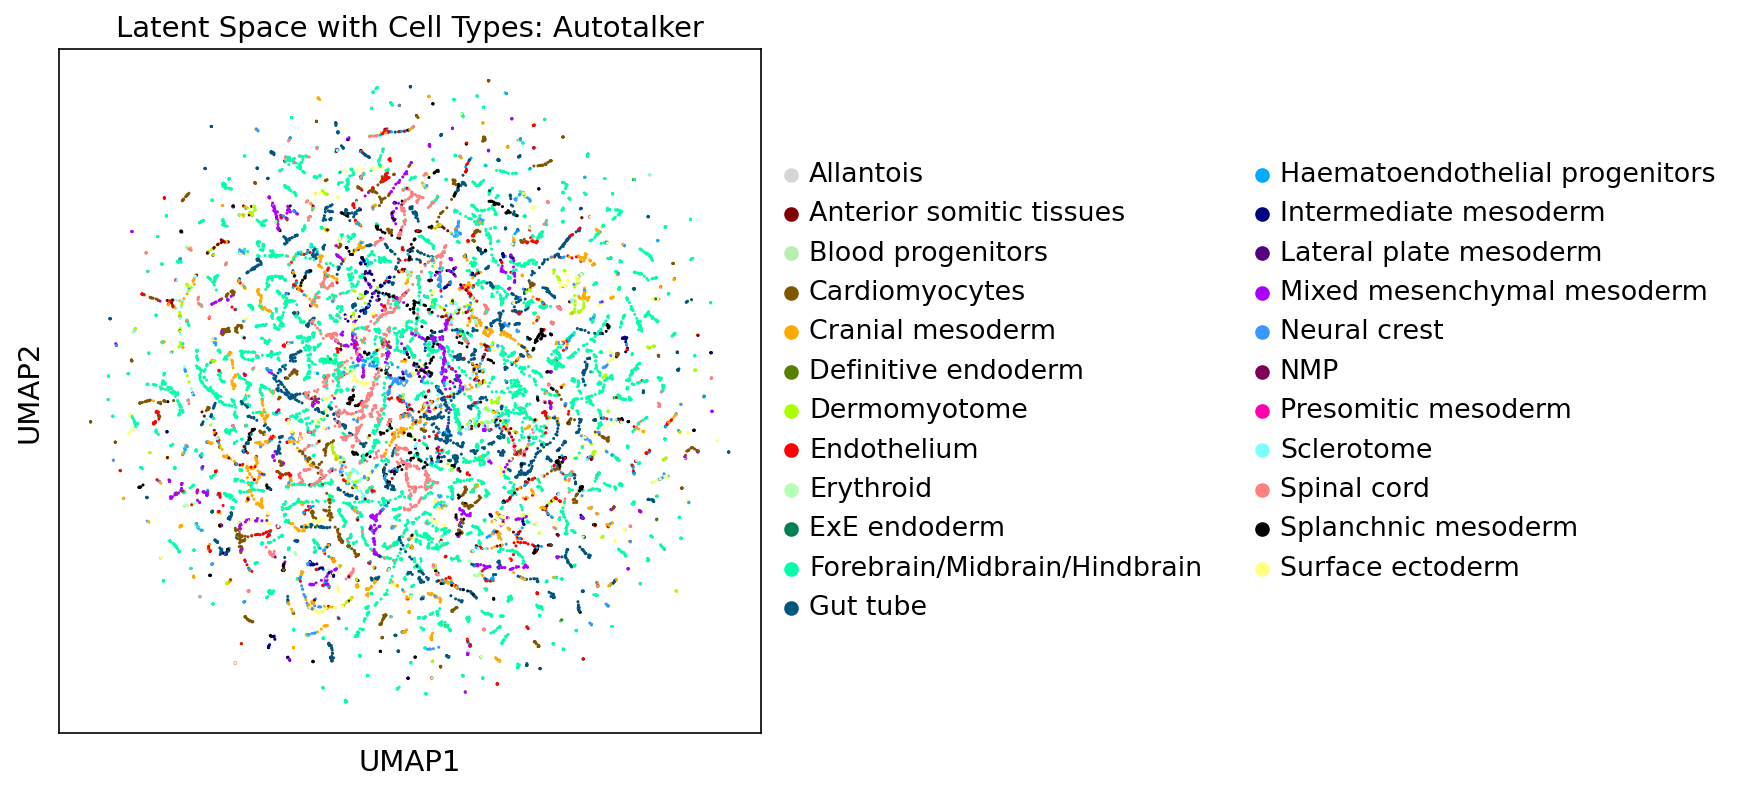 Latent Space with Cell Types: Autotalker
UMAP2
UMAP1
Allantois
Anterior somitic tissues
Blood progenitors
Cardiomyocytes
Cranial mesoderm
Definitive endoderm
Dermomyotome
Endothelium
Erythroid
ExE endoderm
Forebrain/Midbrain/Hindbrain
Gut tube
Haematoendothelial progenitors
Intermediate mesoderm
Lateral plate mesoderm
Mixed mesenchymal mesoderm
Neural crest
NMP
Presomitic mesoderm
Sclerotome
Spinal cord
Splanchnic mesoderm
Surface ectoderm